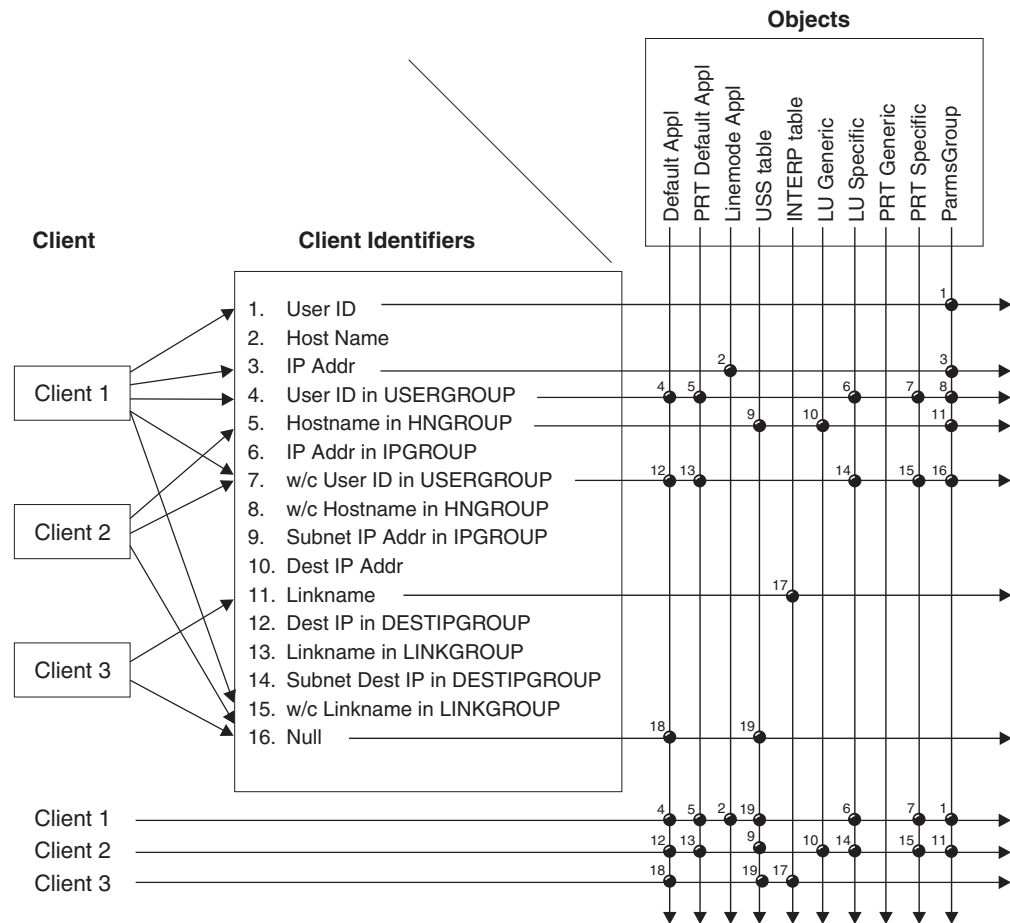 Objects
Default Appl
PRT Default Appl
Linemode Appl
USS table
INTERP table
LU Generic
LU Specific
PRT Generic
PRT Specific
ParmsGroup
Client
Client Identifiers
Client 1
Client 2
Client 3
1. User ID
2. Host Name
3. IP Addr
4. User ID in USERGROUP
5. Hostname in HNGROUP
6. IP Addr in IPGROUP
7. w/c User ID in USERGROUP
8. w/c Hostname in HNGROUP
9. Subnet IP Addr in IPGROUP
10. Dest IP Addr
11. Linkname
12. Dest IP in DESTIPGROUP
13. Linkname in LINKGROUP
14. Subnet Dest IP in DESTIPGROUP
15. w/c Linkname in LINKGROUP
16. Null
1
2 3
4 5 6 7 8
9 10 11
12 13 14 15 16
17
18 19
Client 1 4 5 2 19 6 7 1
Client 2 12 13 9 10 14 15 11
Client 3 18 19 17